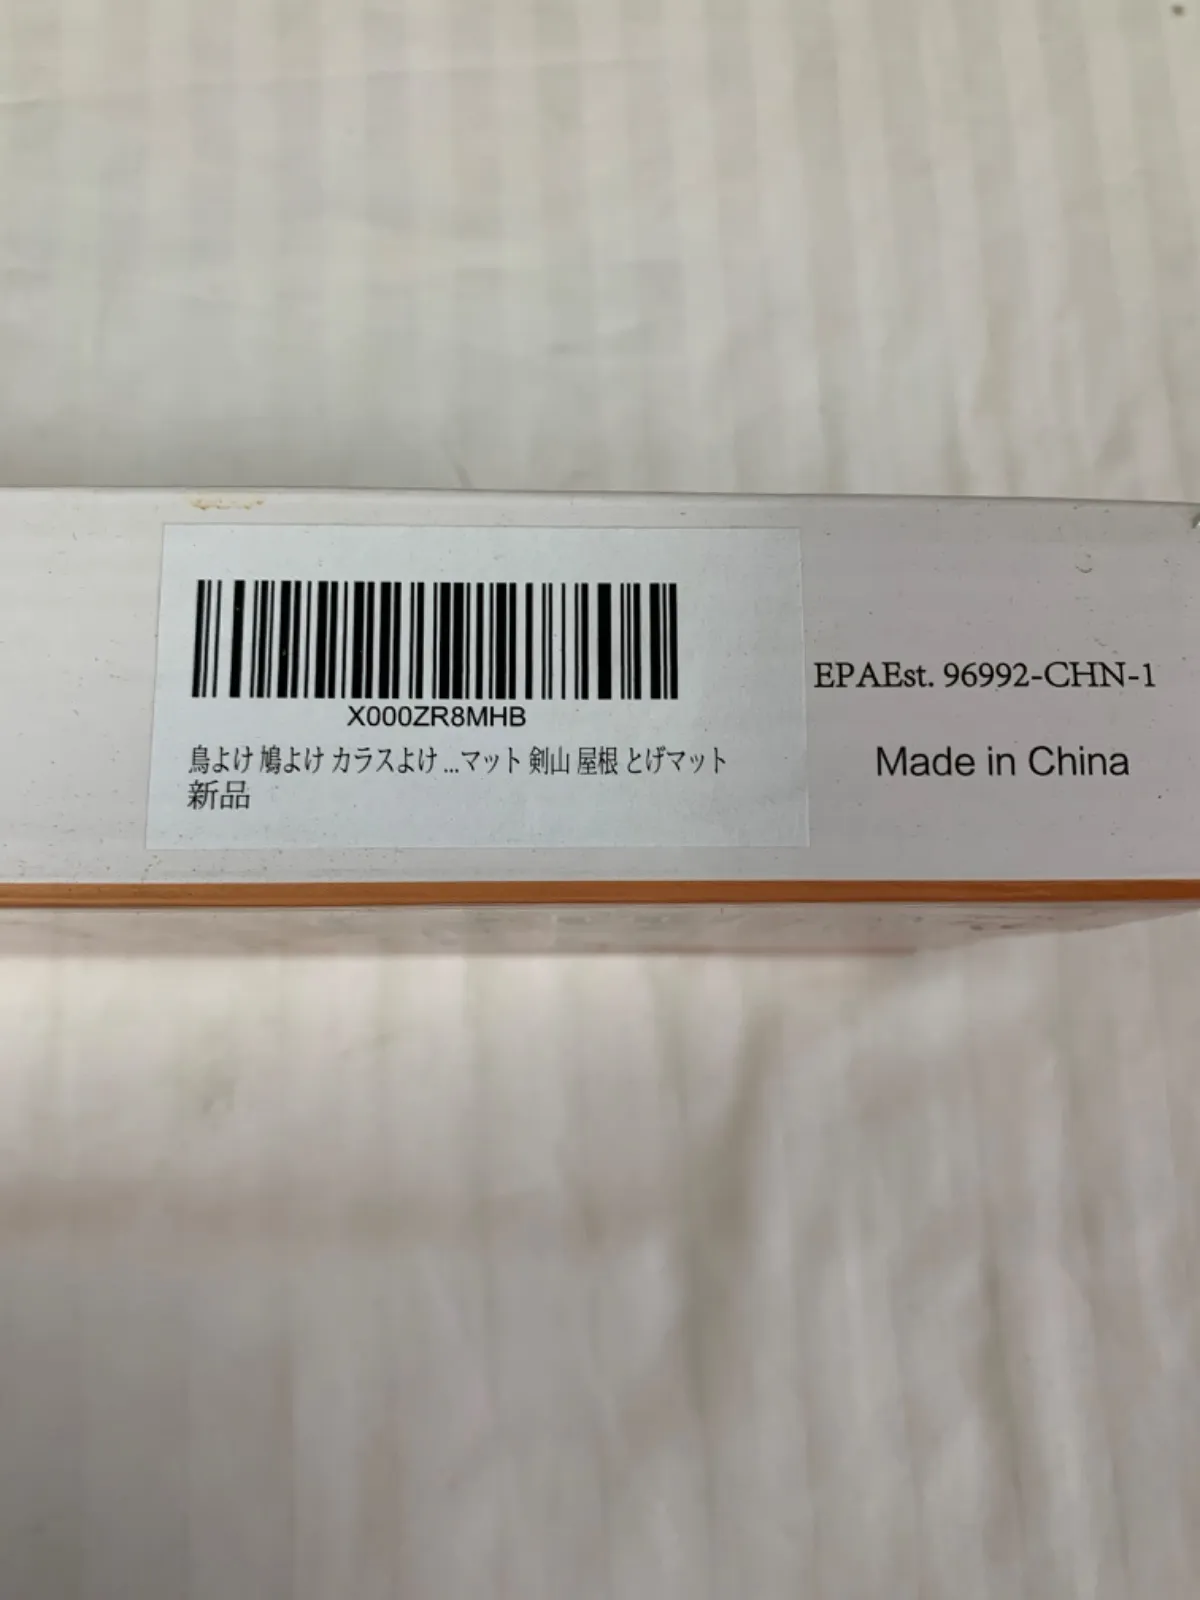 X000ZR8MHB
鳥よけ 鳩よけ カラスよけ ...マット 剣山 屋根 とげマット
新品
EPAEst. 96992-CHN-1
Made in China